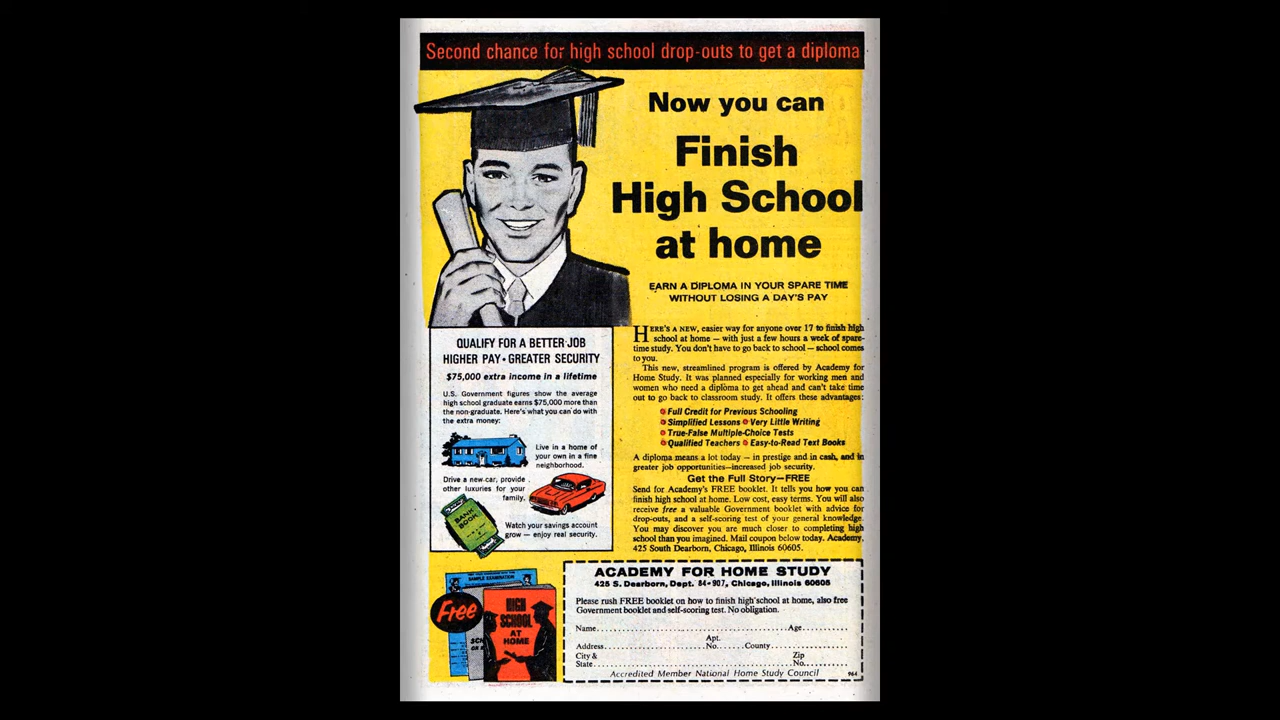 Second chance for high school drop-outs to get a diploma
Now you can
Finish
High School
at home
EARN A DIPLOMA IN YOUR SPARE TIME
WITHOUT LOSING A DAY'S PAY
QUALIFY FOR A BETTER JOB
HIGHER PAY • GREATER SECURITY
$75,000 extra income in a lifetime
U.S. Government figures show the average
high school graduate earns $75,000 more than
the non-graduate. Here's what you can do with
the extra money:
Live in a home of
your own in a fine
neighborhood.
Drive a new car, provide
other luxuries for your
family.
BANK
BOOK
Watch your savings account
grow — enjoy real security.
HERE'S A NEW, easier way for anyone over 17 to finish high
school at home — with just a few hours a week of spare-
time study. You don't have to go back to school — school comes
to you.
This new, streamlined program is offered by Academy for
Home Study. It was planned especially for working men and
women who need a diploma to get ahead and can't take time
out to go back to classroom study. It offers these advantages:
Full Credit for Previous Schooling
Simplified Lessons Very Little Writing
True-False Multiple-Choice Tests
Qualified Teachers Easy-to-Read Text Books
A diploma means a lot today — in prestige and in cash, and in
greater job opportunities—increased job security.
Get the Full Story—FREE
Send for Academy's FREE booklet. It tells you how you can
finish high school at home. Low cost, easy terms. You will also
receive free a valuable Government booklet with advice for
drop-outs, and a self-scoring test of your general knowledge.
You may discover you are much closer to completing high
school than you imagined. Mail coupon below today. Academy,
425 South Dearborn, Chicago, Illinois 60605.
SAMPLE EXAMINATION
Free
HIGH
SCHOOL
AT
HOME
ACADEMY FOR HOME STUDY
425 S. Dearborn, Dept. 84-907, Chicago, Illinois 60605
Please rush FREE booklet on how to finish high school at home, also free
Government booklet and self-scoring test. No obligation.
Name Age
Apt.
Address No. County
City & Zip
State No.
Accredited Member National Home Study Council 964